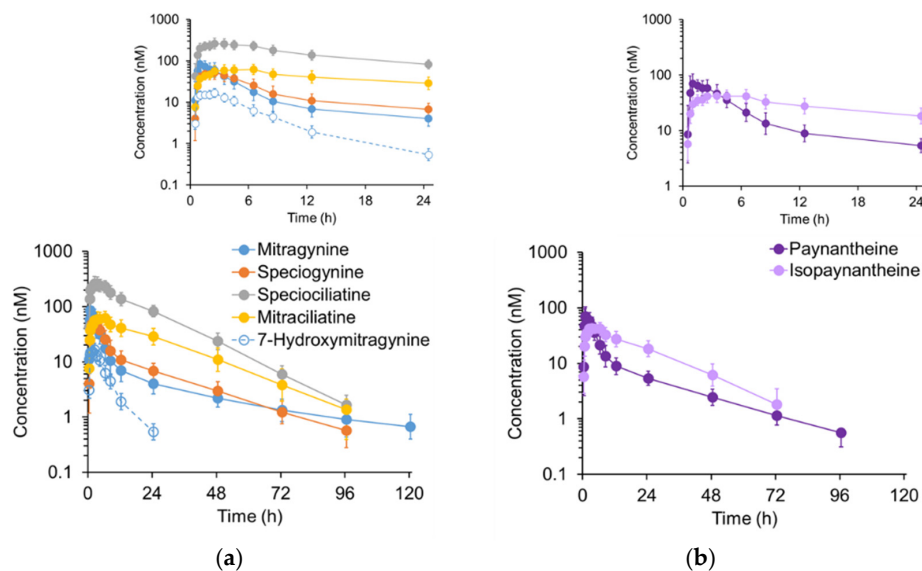 1000
100
10
1
0.1
Concentration (nM)
0 6 12 18 24
Time (h)
1000
100
10
1
Concentration (nM)
0 6 12 18 24
Time (h)
1000
100
10
1
0.1
Concentration (nM)
Mitragynine
Speciogynine
Speciociliatine
Mitraciliatine
7-Hydroxymitragynine
0 24 48 72 96 120
Time (h)
(a)
1000
100
10
1
0.1
Concentration (nM)
Paynantheine
Isopaynantheine
0 24 48 72 96 120
Time (h)
(b)